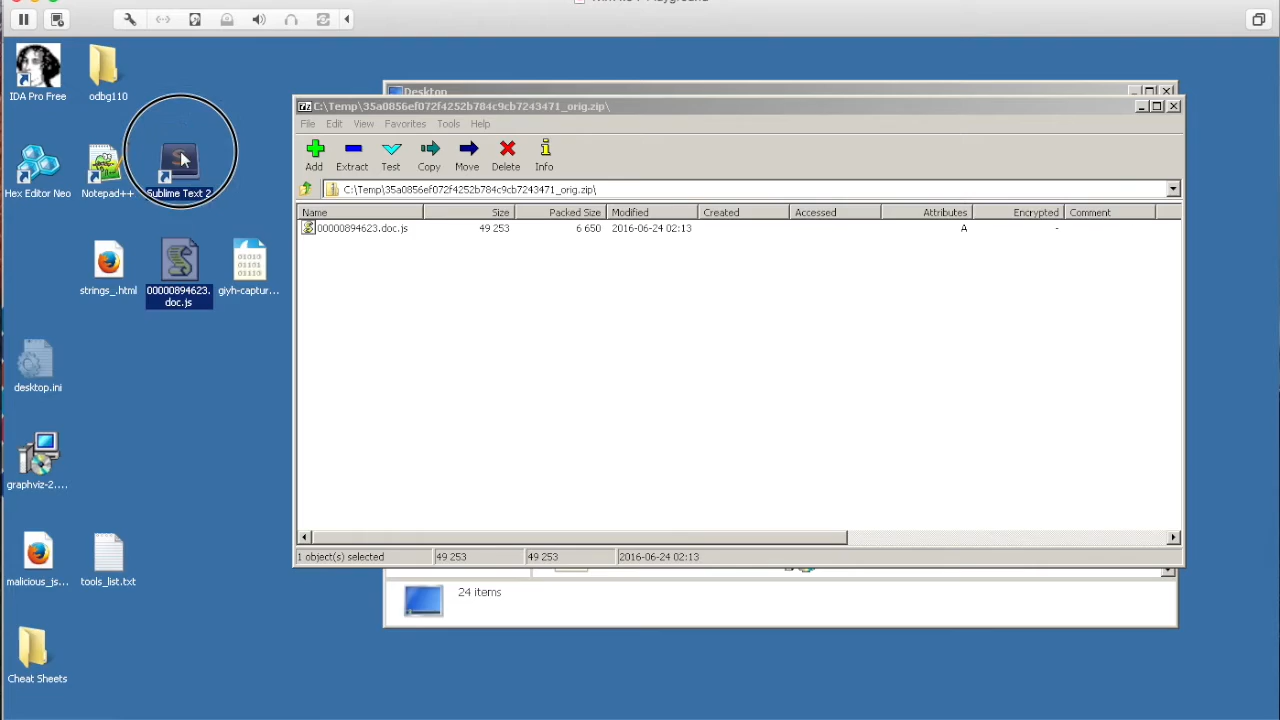 IDA Pro Free
odbg110
Hex Editor Neo
Notepad++
Sublime Text 2
strings_.html
00000894623.
doc.js
giyh-captur...
desktop.ini
graphviz-2....
malicious_js...
tools_list.txt
Cheat Sheets
Desktop
C:\Temp\35a0856ef072f4252b784c9cb7243471_orig.zip\
File Edit View Favorites Tools Help
Add Extract Test Copy Move Delete Info
C:\Temp\35a0856ef072f4252b784c9cb7243471_orig.zip\
Name Size Packed Size Modified Created Accessed Attributes Encrypted Comment
00000894623.doc.js 49 253 6 650 2016-06-24 02:13 A -
1 object(s) selected 49 253 49 253 2016-06-24 02:13
24 items